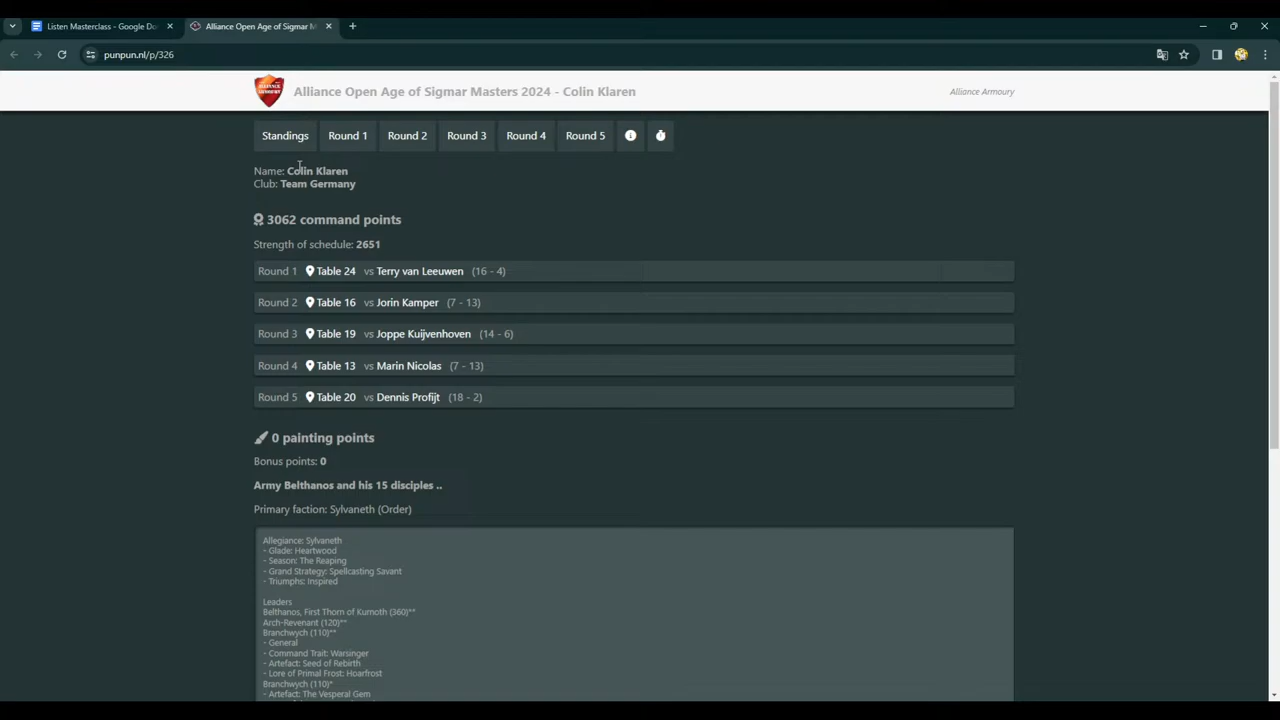 Listen Masterclass - Google Do
Alliance Open Age of Sigmar M
punpun.nl/p/326
Alliance Open Age of Sigmar Masters 2024 - Colin Klaren
Alliance Armoury
Standings Round 1 Round 2 Round 3 Round 4 Round 5
Name: Colin Klaren
Club: Team Germany
3062 command points
Strength of schedule: 2651
Round 1 Table 24 vs Terry van Leeuwen (16 - 4)
Round 2 Table 16 vs Jorin Kamper (7 - 13)
Round 3 Table 19 vs Joppe Kuijvenhoven (14 - 6)
Round 4 Table 13 vs Marin Nicolas (7 - 13)
Round 5 Table 20 vs Dennis Profijt (18 - 2)
0 painting points
Bonus points: 0
Army Belthanos and his 15 disciples ..
Primary faction: Sylvaneth (Order)
Allegiance: Sylvaneth
- Glade: Heartwood
- Season: The Reaping
- Grand Strategy: Spellcasting Savant
- Triumphs: Inspired
Leaders
Belthanos, First Thorn of Kurnoth (360)**
Arch-Revenant (120)**
Branchwych (110)**
- General
- Command Trait: Warsinger
- Artefact: Seed of Rebirth
- Lore of Primal Frost: Hoarfrost
Branchwych (110)*
- Artefact: The Vesperal Gem